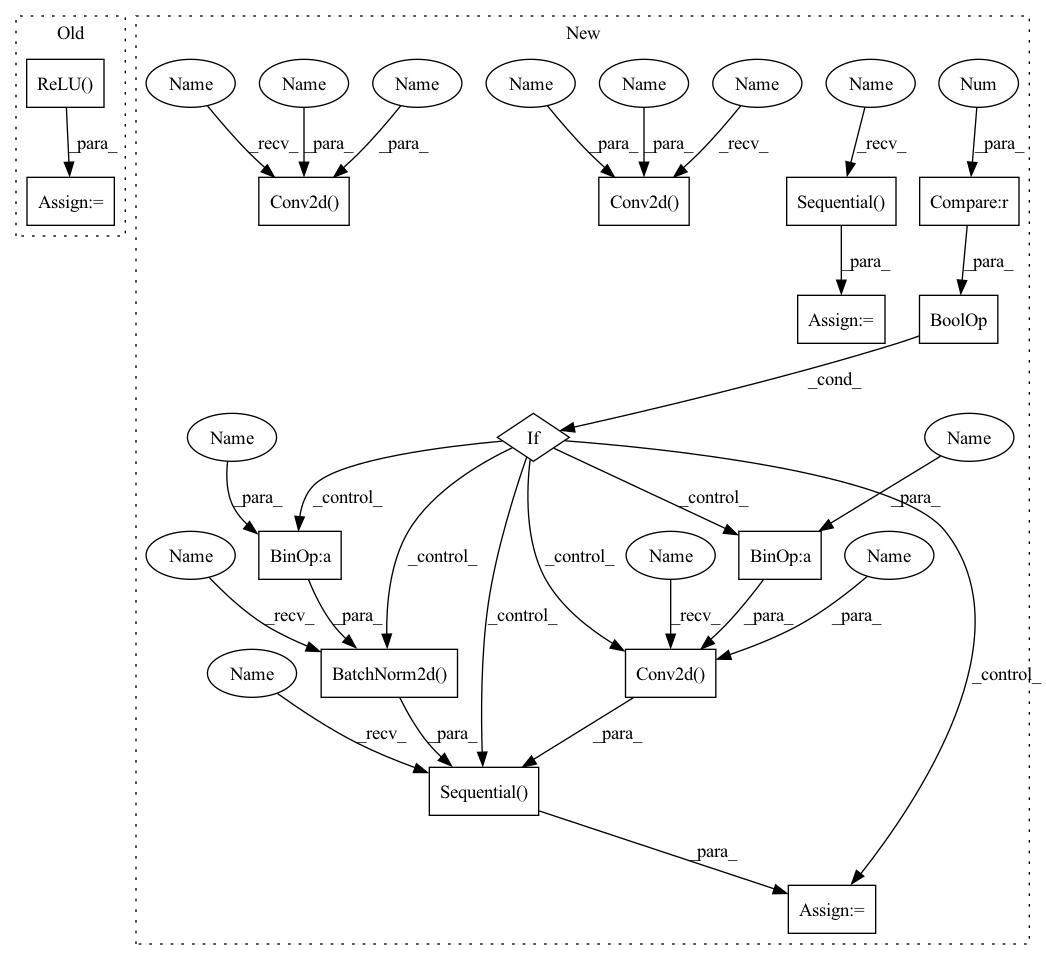 Old
New
ReLU()
Name
Name
Name
Name
Name
Name
Name
Num
_para_
_recv_
_para_
_para_
_para_
_para_
_recv_
_recv_
_para_
Assign:=
Conv2d()
Conv2d()
Sequential()
Compare:r
_para_
_para_
Assign:=
BoolOp
_cond_
Name
If
Name
_para_
_control_
_control_
_para_
Name
BinOp:a
_control_
_control_
Name
BinOp:a
Name
_recv_
_para_
_control_
_recv_
_para_
_para_
Name
BatchNorm2d()
Conv2d()
_control_
_recv_
_para_
_para_
Sequential()
_para_
Assign:=